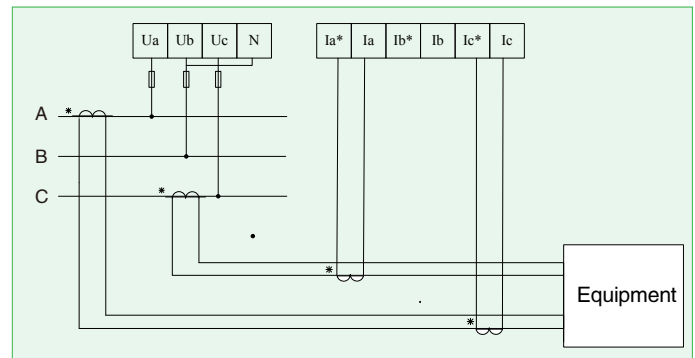 Ua Ub Uc N Ia* Ia Ib* Ib Ic* Ic
A *
B
C *
*
Equipment
*